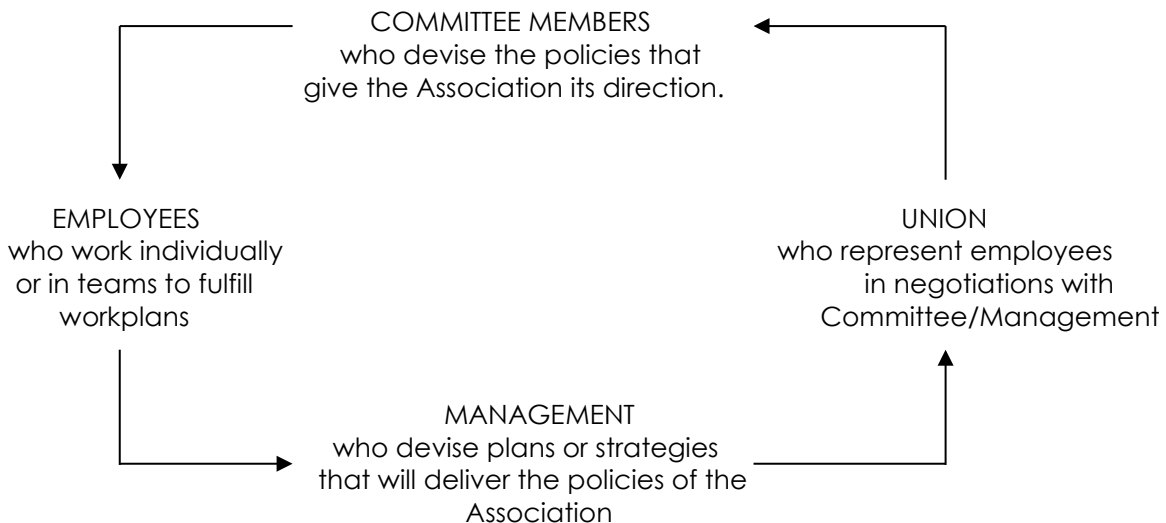 COMMITTEE MEMBERS
who devise the policies that
give the Association its direction.
EMPLOYEES
who work individually
or in teams to fulfill
workplans
UNION
who represent employees
in negotiations with
Committee/Management
MANAGEMENT
who devise plans or strategies
that will deliver the policies of the
Association